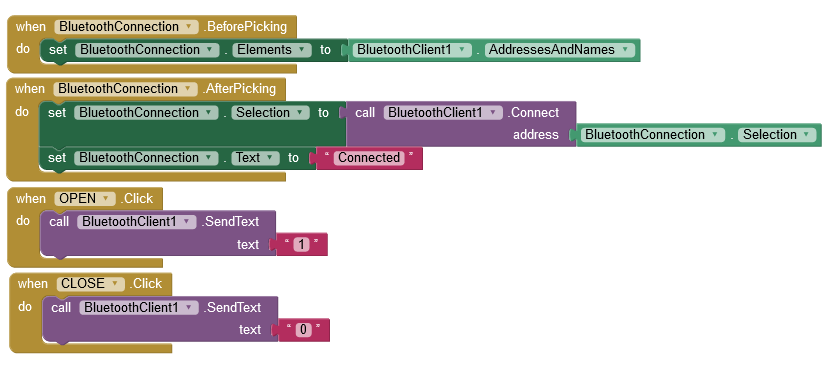 when BluetoothConnection .BeforePicking
do set BluetoothConnection . Elements to BluetoothClient1 . AddressesAndNames
when BluetoothConnection .AfterPicking
do set BluetoothConnection . Selection to call BluetoothClient1 .Connect
address BluetoothConnection . Selection
set BluetoothConnection . Text to “ Connected ”
when OPEN .Click
do call BluetoothClient1 .SendText
text “ 1 ”
when CLOSE .Click
do call BluetoothClient1 .SendText
text “ 0 ”